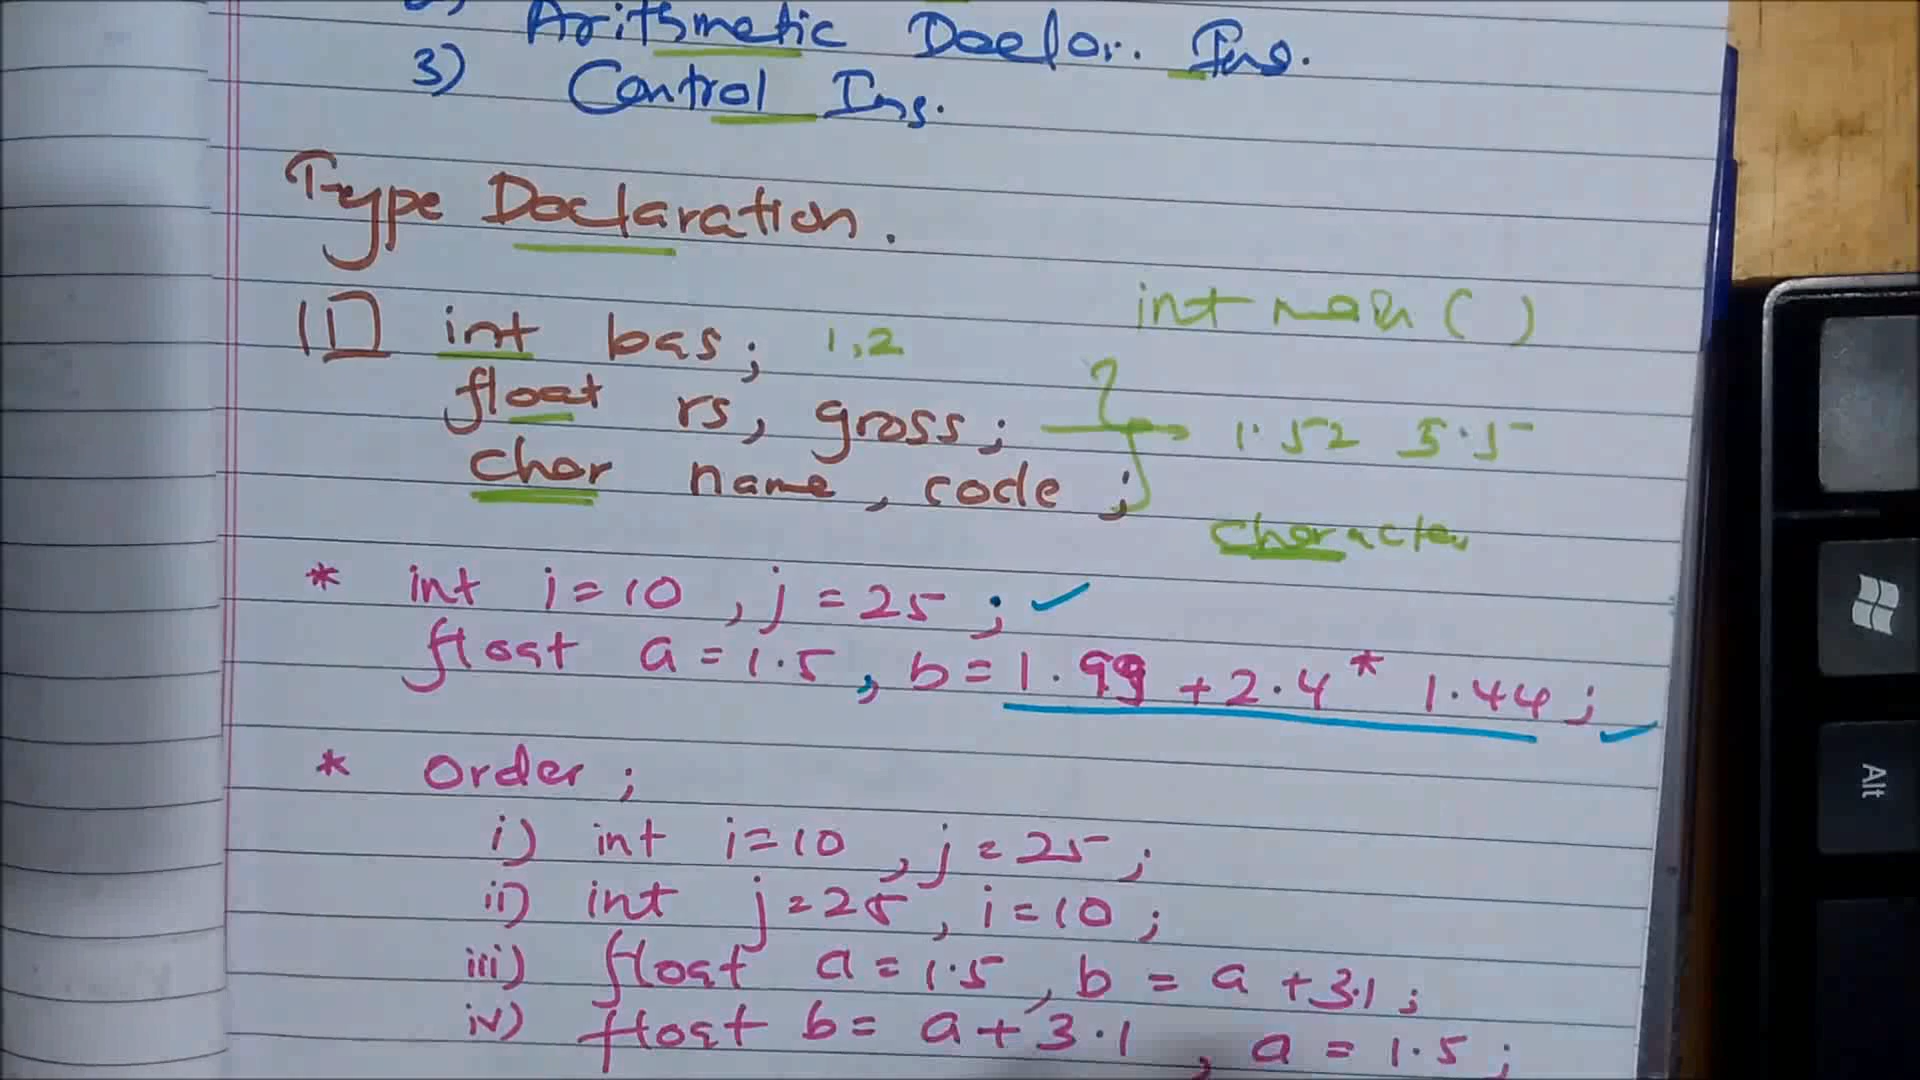 Arithmetic Declar. Ins.
3) Control Ins.
Type Declaration.
1] int bas; 1,2
int main ( )
float rs, gross; 1.52 5.5
char name, code ;
character
* int i=10 , j = 25 ; ✓
float a = 1.5, b = 1.99 + 2.4 * 1.44 ; ✓
* Order ;
i) int i=10 , j = 25 ;
ii) int j = 25 , i = 10 ;
iii) float a = 1.5 , b = a + 3.1 ;
iv) float b = a + 3.1 , a = 1.5 ;
Alt